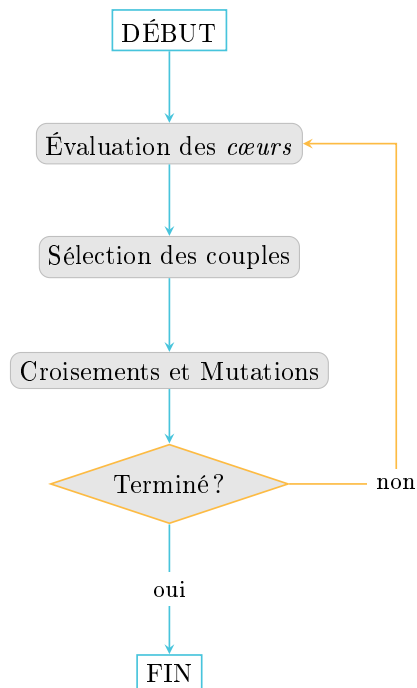 DÉBUT
Évaluation des cœurs
Sélection des couples
Croisements et Mutations
Terminé ?
non
oui
FIN